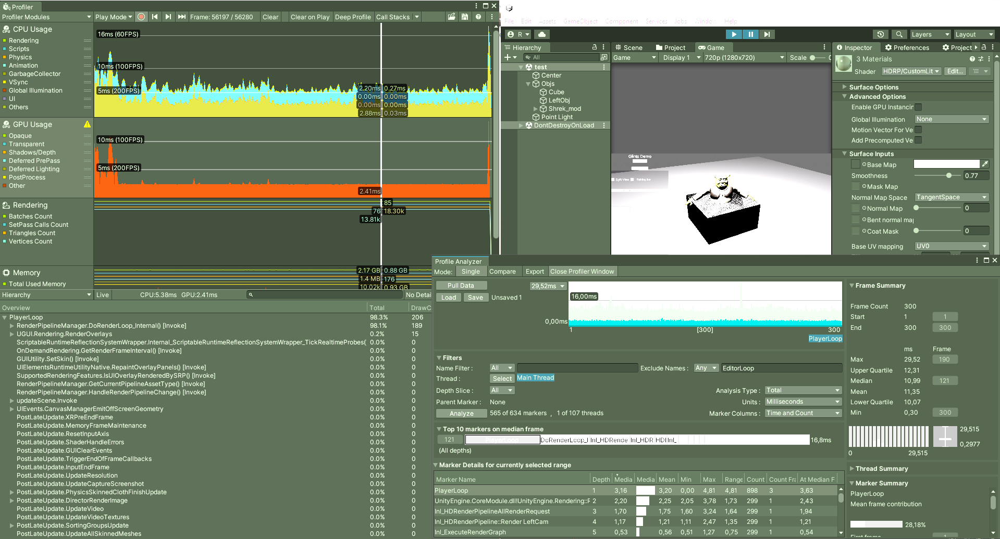 Profiler
Profiler Modules
Play Mode
Frame: 56197 / 56280
Clear
Clear on Play
Deep Profile
Call Stacks
CPU Usage
Rendering
Scripts
Physics
Animation
GarbageCollector
VSync
Global Illumination
UI
Others
16ms (60FPS)
10ms (100FPS)
5ms (200FPS)
2.20ms 0.27ms
0.00ms 0.00ms
0.00ms 0.00ms
2.88ms 0.03ms
GPU Usage
Opaque
Transparent
Shadows/Depth
Deferred PrePass
Deferred Lighting
PostProcess
Other
10ms (100FPS)
5ms (200FPS)
2.41ms
Rendering
Batches Count
SetPass Calls Count
Triangles Count
Vertices Count
85
76 18.30k
13.81k
Memory
Total Used Memory
2.17 GB 0.88 GB
1.4 MB 176
10.02k 0.93 GB
Hierarchy
Live
CPU:5.38ms GPU:2.41ms
No Detai
Overview Total DrawC
PlayerLoop 98.3% 206
RenderPipelineManager.DoRenderLoop_Internal() [Invoke] 98.1% 189
UGUI.Rendering.RenderOverlays 0.2% 15
ScriptableRuntimeReflectionSystemWrapper.Internal_ScriptableRuntimeReflectionSystemWrapper_TickRealtimeProbes( 0.0% 0
OnDemandRendering.GetRenderFrameInterval() [Invoke] 0.0% 0
GUIUtility.SetSkin() [Invoke] 0.0% 0
UIElementsRuntimeUtilityNative.RepaintOverlayPanels() [Invoke] 0.0% 0
SupportedRenderingFeatures.IsUIOverlayRenderedBySRP() [Invoke] 0.0% 0
RenderPipelineManager.GetCurrentPipelineAssetType() [Invoke] 0.0% 0
RenderPipelineManager.HandleRenderPipelineChange() [Invoke] 0.0% 0
updateScene.Invoke 0.0% 0
UIEvents.CanvasManagerEmitOffScreenGeometry 0.0% 0
PostLateUpdate.XRPreEndFrame 0.0% 0
PostLateUpdate.MemoryFrameMaintenance 0.0% 0
PostLateUpdate.ResetInputAxis 0.0% 0
PostLateUpdate.ShaderHandleErrors 0.0% 0
PostLateUpdate.GUIClearEvents 0.0% 0
PostLateUpdate.TriggerEndOfFrameCallbacks 0.0% 0
PostLateUpdate.InputEndFrame 0.0% 0
PostLateUpdate.UpdateResolution 0.0% 0
PostLateUpdate.UpdateCaptureScreenshot 0.0% 0
PostLateUpdate.PhysicsSkinnedClothFinishUpdate 0.0% 0
PostLateUpdate.DirectorRenderImage 0.0% 0
PostLateUpdate.UpdateVideo 0.0% 0
PostLateUpdate.UpdateVideoTextures 0.0% 0
PostLateUpdate.SortingGroupsUpdate 0.0% 0
PostLateUpdate.UpdateAllSkinnedMeshes 0.0% 0
File Edit Assets GameObject Component Services Jobs Window Help
R
Layers
Layout
Hierarchy
All
test
Center
Objs
Cube
LeftObj
Shrek_mod
Point Light
DontDestroyOnLoad
Scene
Project
Game
Game
Display 1
720p (1280x720)
Scale
Glints Demo
Split View
Inspector
Preferences
Project
3 Materials
Shader HDRP/CustomLit Edit...
Surface Options
Advanced Options
Enable GPU Instancin
Global Illumination None
Motion Vector For Ve
Add Precomputed Ve
Surface Inputs
Base Map
Smoothness 0.77
Mask Map
Normal Map Space TangentSpace
Normal Map 0
Bent normal map
Coat Mask 0
Base UV mapping UV0
Profile Analyzer
Mode: Single Compare Export Close Profiler Window
Pull Data
Load Save Unsaved 1
29,52ms
16,00ms
0,00ms
1 [300] 300
PlayerLoop
Filters
Name Filter : All Exclude Names : Any EditorLoop
Thread : Select Main Thread
Depth Slice : All Analysis Type : Total
Parent Marker : None Units : Milliseconds
Analyze 565 of 634 markers , 1 of 107 threads Marker Columns : Time and Count
Top 10 markers on median frame
121 PlayerLoop DoRenderLoop_I Inl_HDRende Inl_HDR HDI Inl_ 16,8ms
(All depths)
Marker Details for currently selected range
Marker Name Depth Media Media Mean Min Max Range Count Count Fra At Median F
PlayerLoop 1 3,16 3,20 0,00 4,81 4,81 898 3 3,63
UnityEngine.CoreModule.dll!UnityEngine.Rendering::R 2 2,20 2,25 2,05 3,78 1,73 299 1 2,43
Inl_HDRenderPipelineAllRenderRequest 3 1,70 1,75 1,60 3,24 1,64 299 1 1,94
Inl_HDRenderPipeline::Render LeftCam 4 1,17 1,21 1,11 2,47 1,35 299 1 1,21
Inl_ExecuteRenderGraph 5 0,53 0,56 0,51 1,27 0,75 299 1 0,54
Frame Summary
Frame Count 300
Start 1 1
End 300 300
ms Frame
Max 29,52 190
Upper Quartile 12,31
Median 10,99 121
Mean 11,35
Lower Quartile 10,07
Min 0,30 300
29,515
0,2977
0 29,515
Thread Summary
Marker Summary
PlayerLoop
Mean frame contribution
28,18%
First frame 1